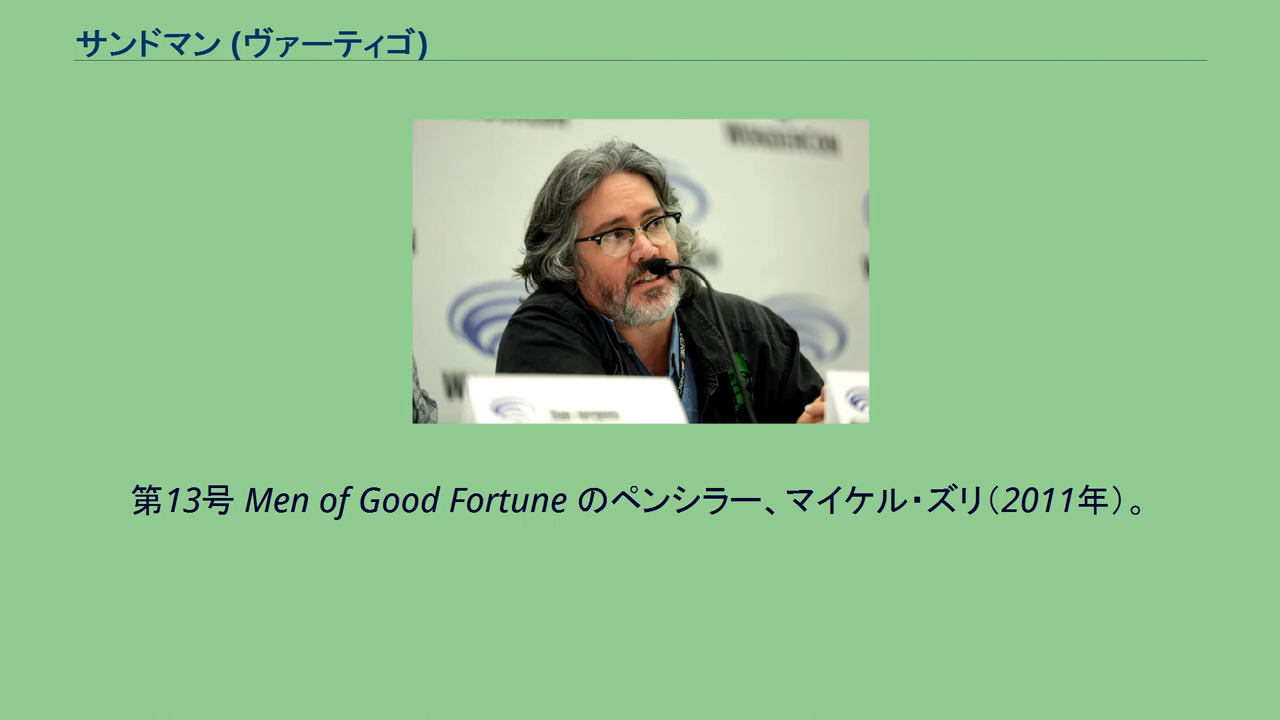 サンドマン (ヴァーティゴ)
WONDERCON
第13号 Men of Good Fortune のペンシラー、マイケル・ズリ（2011年）。